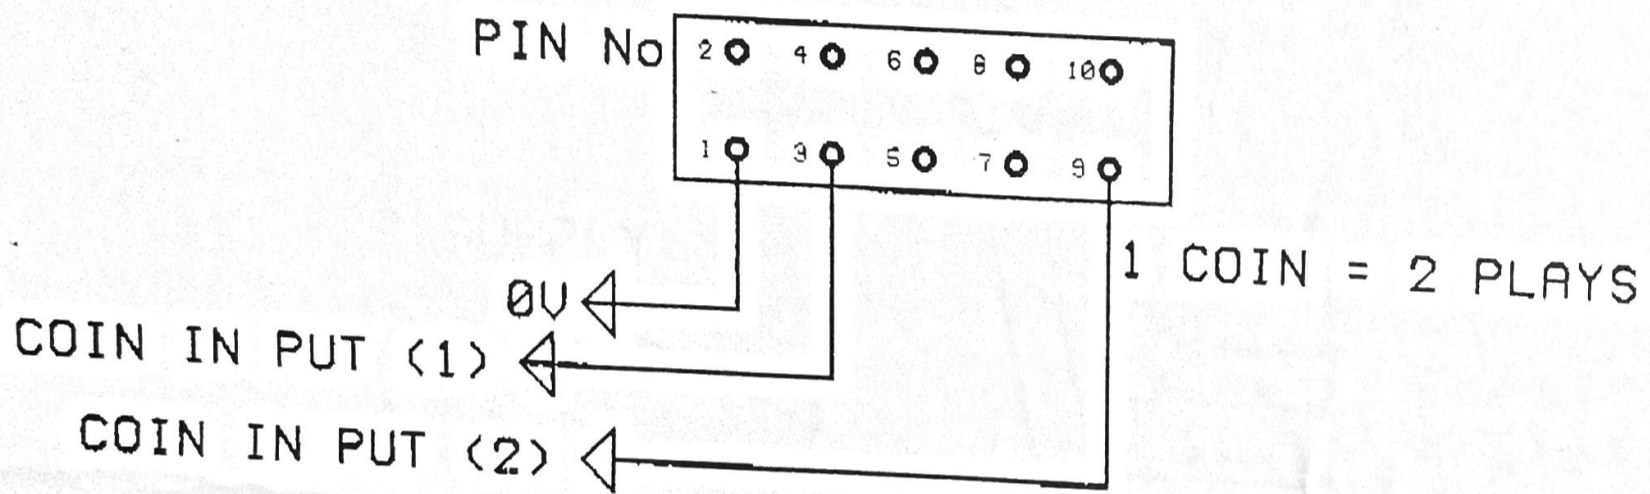 PIN No
2 4 6 8 10
1 3 5 7 9
1 COIN = 2 PLAYS
0V
COIN IN PUT (1)
COIN IN PUT (2)